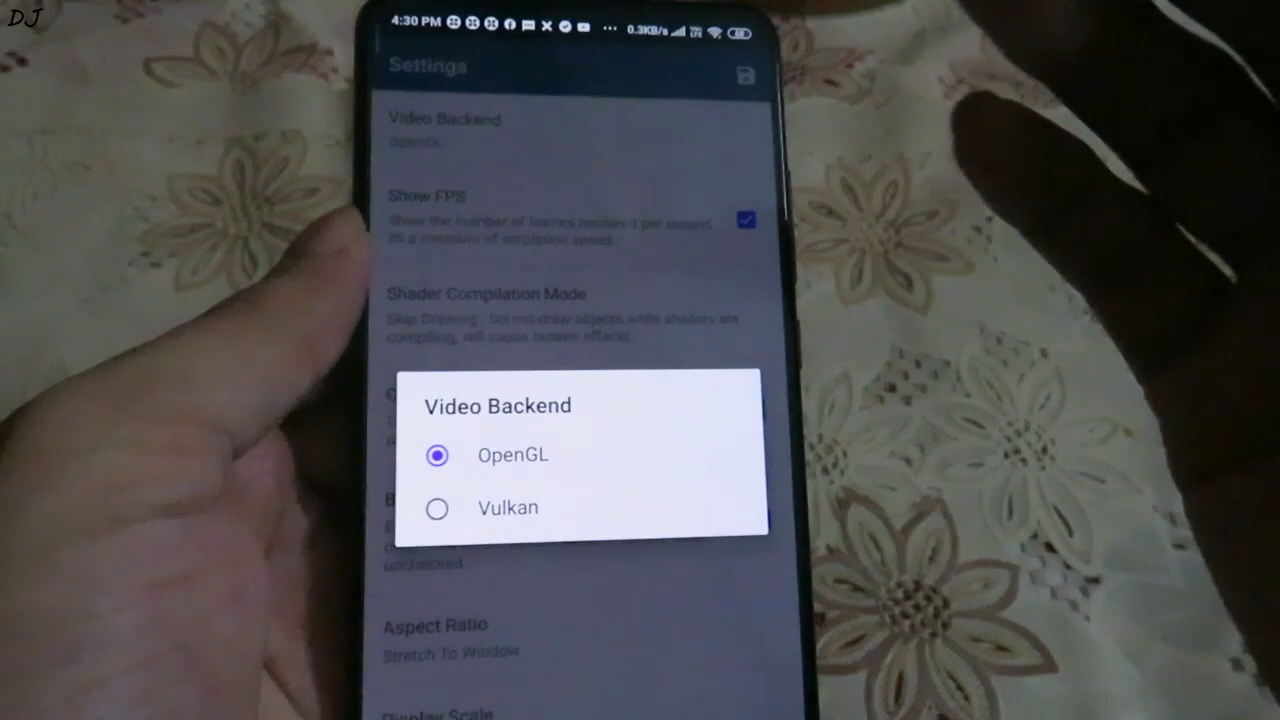 DJ
4:30 PM 0.3KB/s
Settings
Video Backend
OpenGL
Show FPS
Show the number of frames rendered per second
as a measure of emulation speed.
Shader Compilation Mode
Skip Drawing : Do not draw objects while shaders are
compiling, will cause broken effects.
Video Backend
OpenGL
Vulkan
unchecked.
Aspect Ratio
Stretch To Window
Display Scale